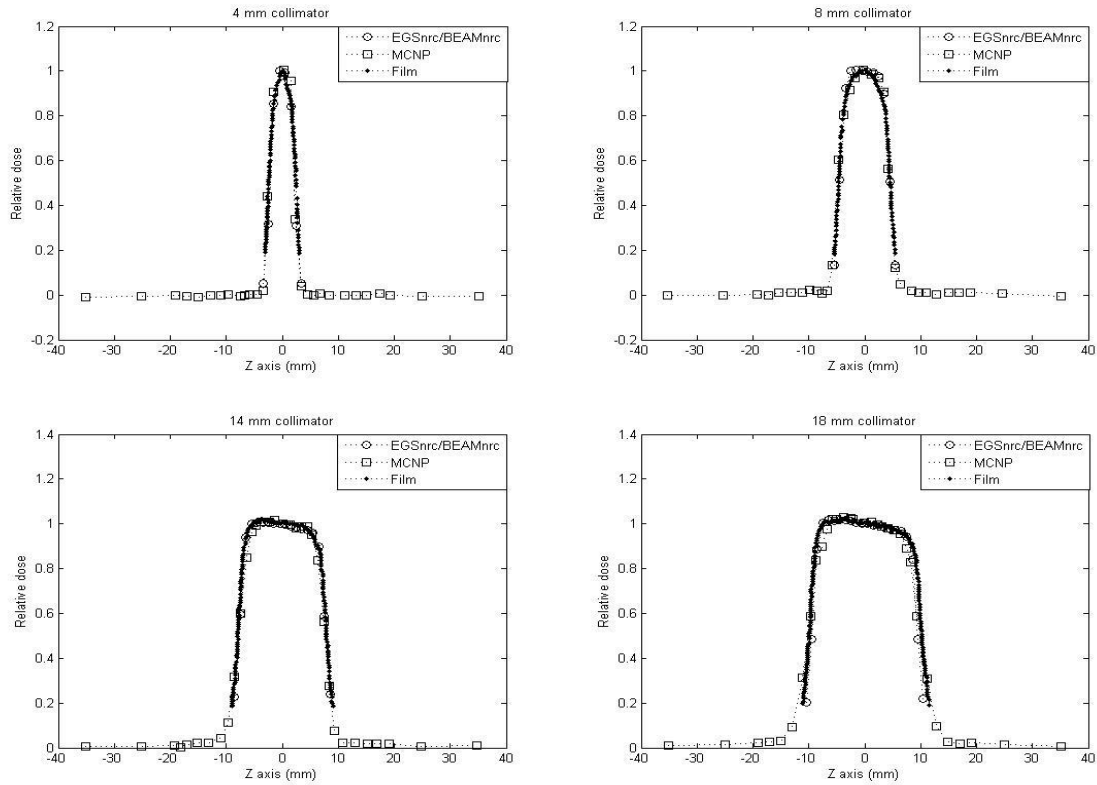 4 mm collimator
1.2
1
0.8
0.6
0.4
0.2
0
-0.2
Relative dose
-40 -30 -20 -10 0 10 20 30 40
Z axis (mm)
EGSnrc/BEAMnrc
MCNP
Film
8 mm collimator
1.2
1
0.8
0.6
0.4
0.2
0
-0.2
Relative dose
-40 -30 -20 -10 0 10 20 30 40
Z axis (mm)
EGSnrc/BEAMnrc
MCNP
Film
14 mm collimator
1.4
1.2
1
0.8
0.6
0.4
0.2
0
Relative dose
-40 -30 -20 -10 0 10 20 30 40
Z axis (mm)
EGSnrc/BEAMnrc
MCNP
Film
18 mm collimator
1.4
1.2
1
0.8
0.6
0.4
0.2
0
Relative dose
-40 -30 -20 -10 0 10 20 30 40
Z axis (mm)
EGSnrc/BEAMnrc
MCNP
Film